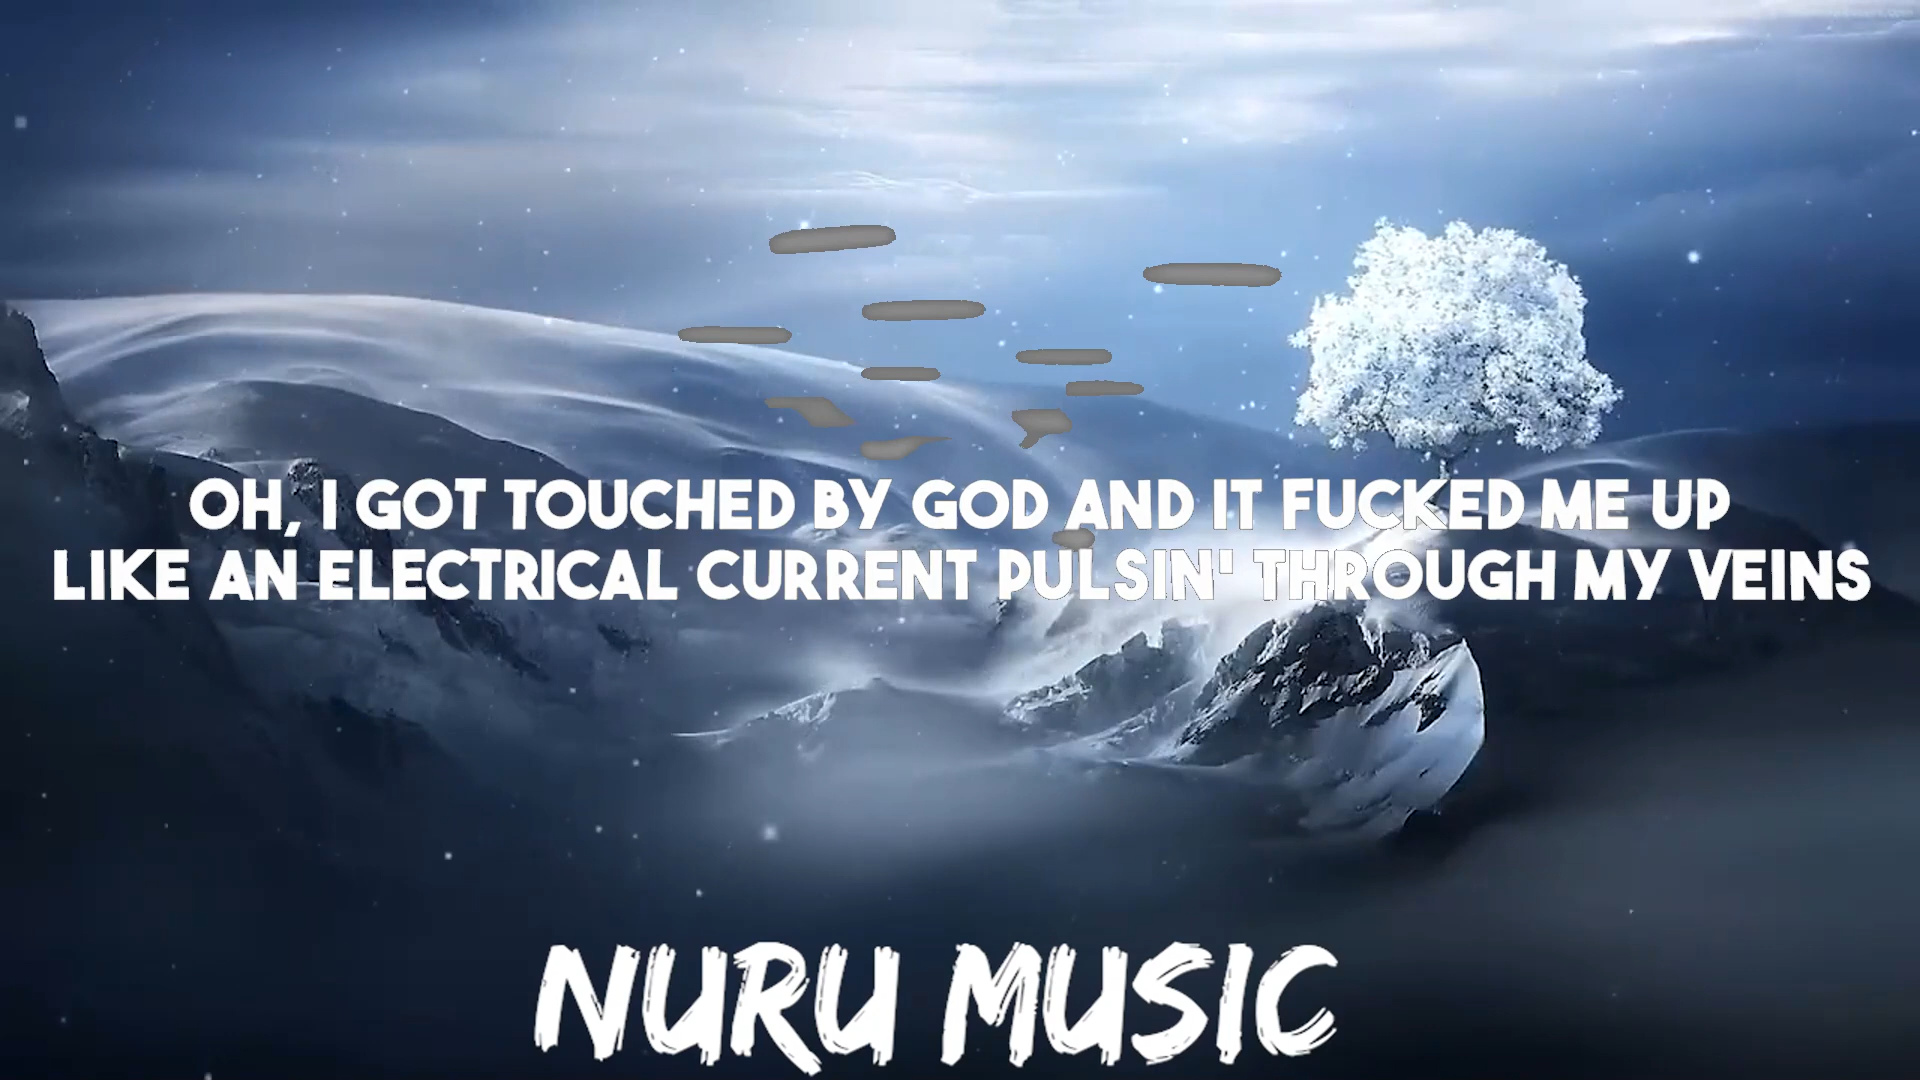 OH, I GOT TOUCHED BY GOD AND IT FUCKED ME UP
LIKE AN ELECTRICAL CURRENT PULSIN' THROUGH MY VEINS
NURU MUSIC